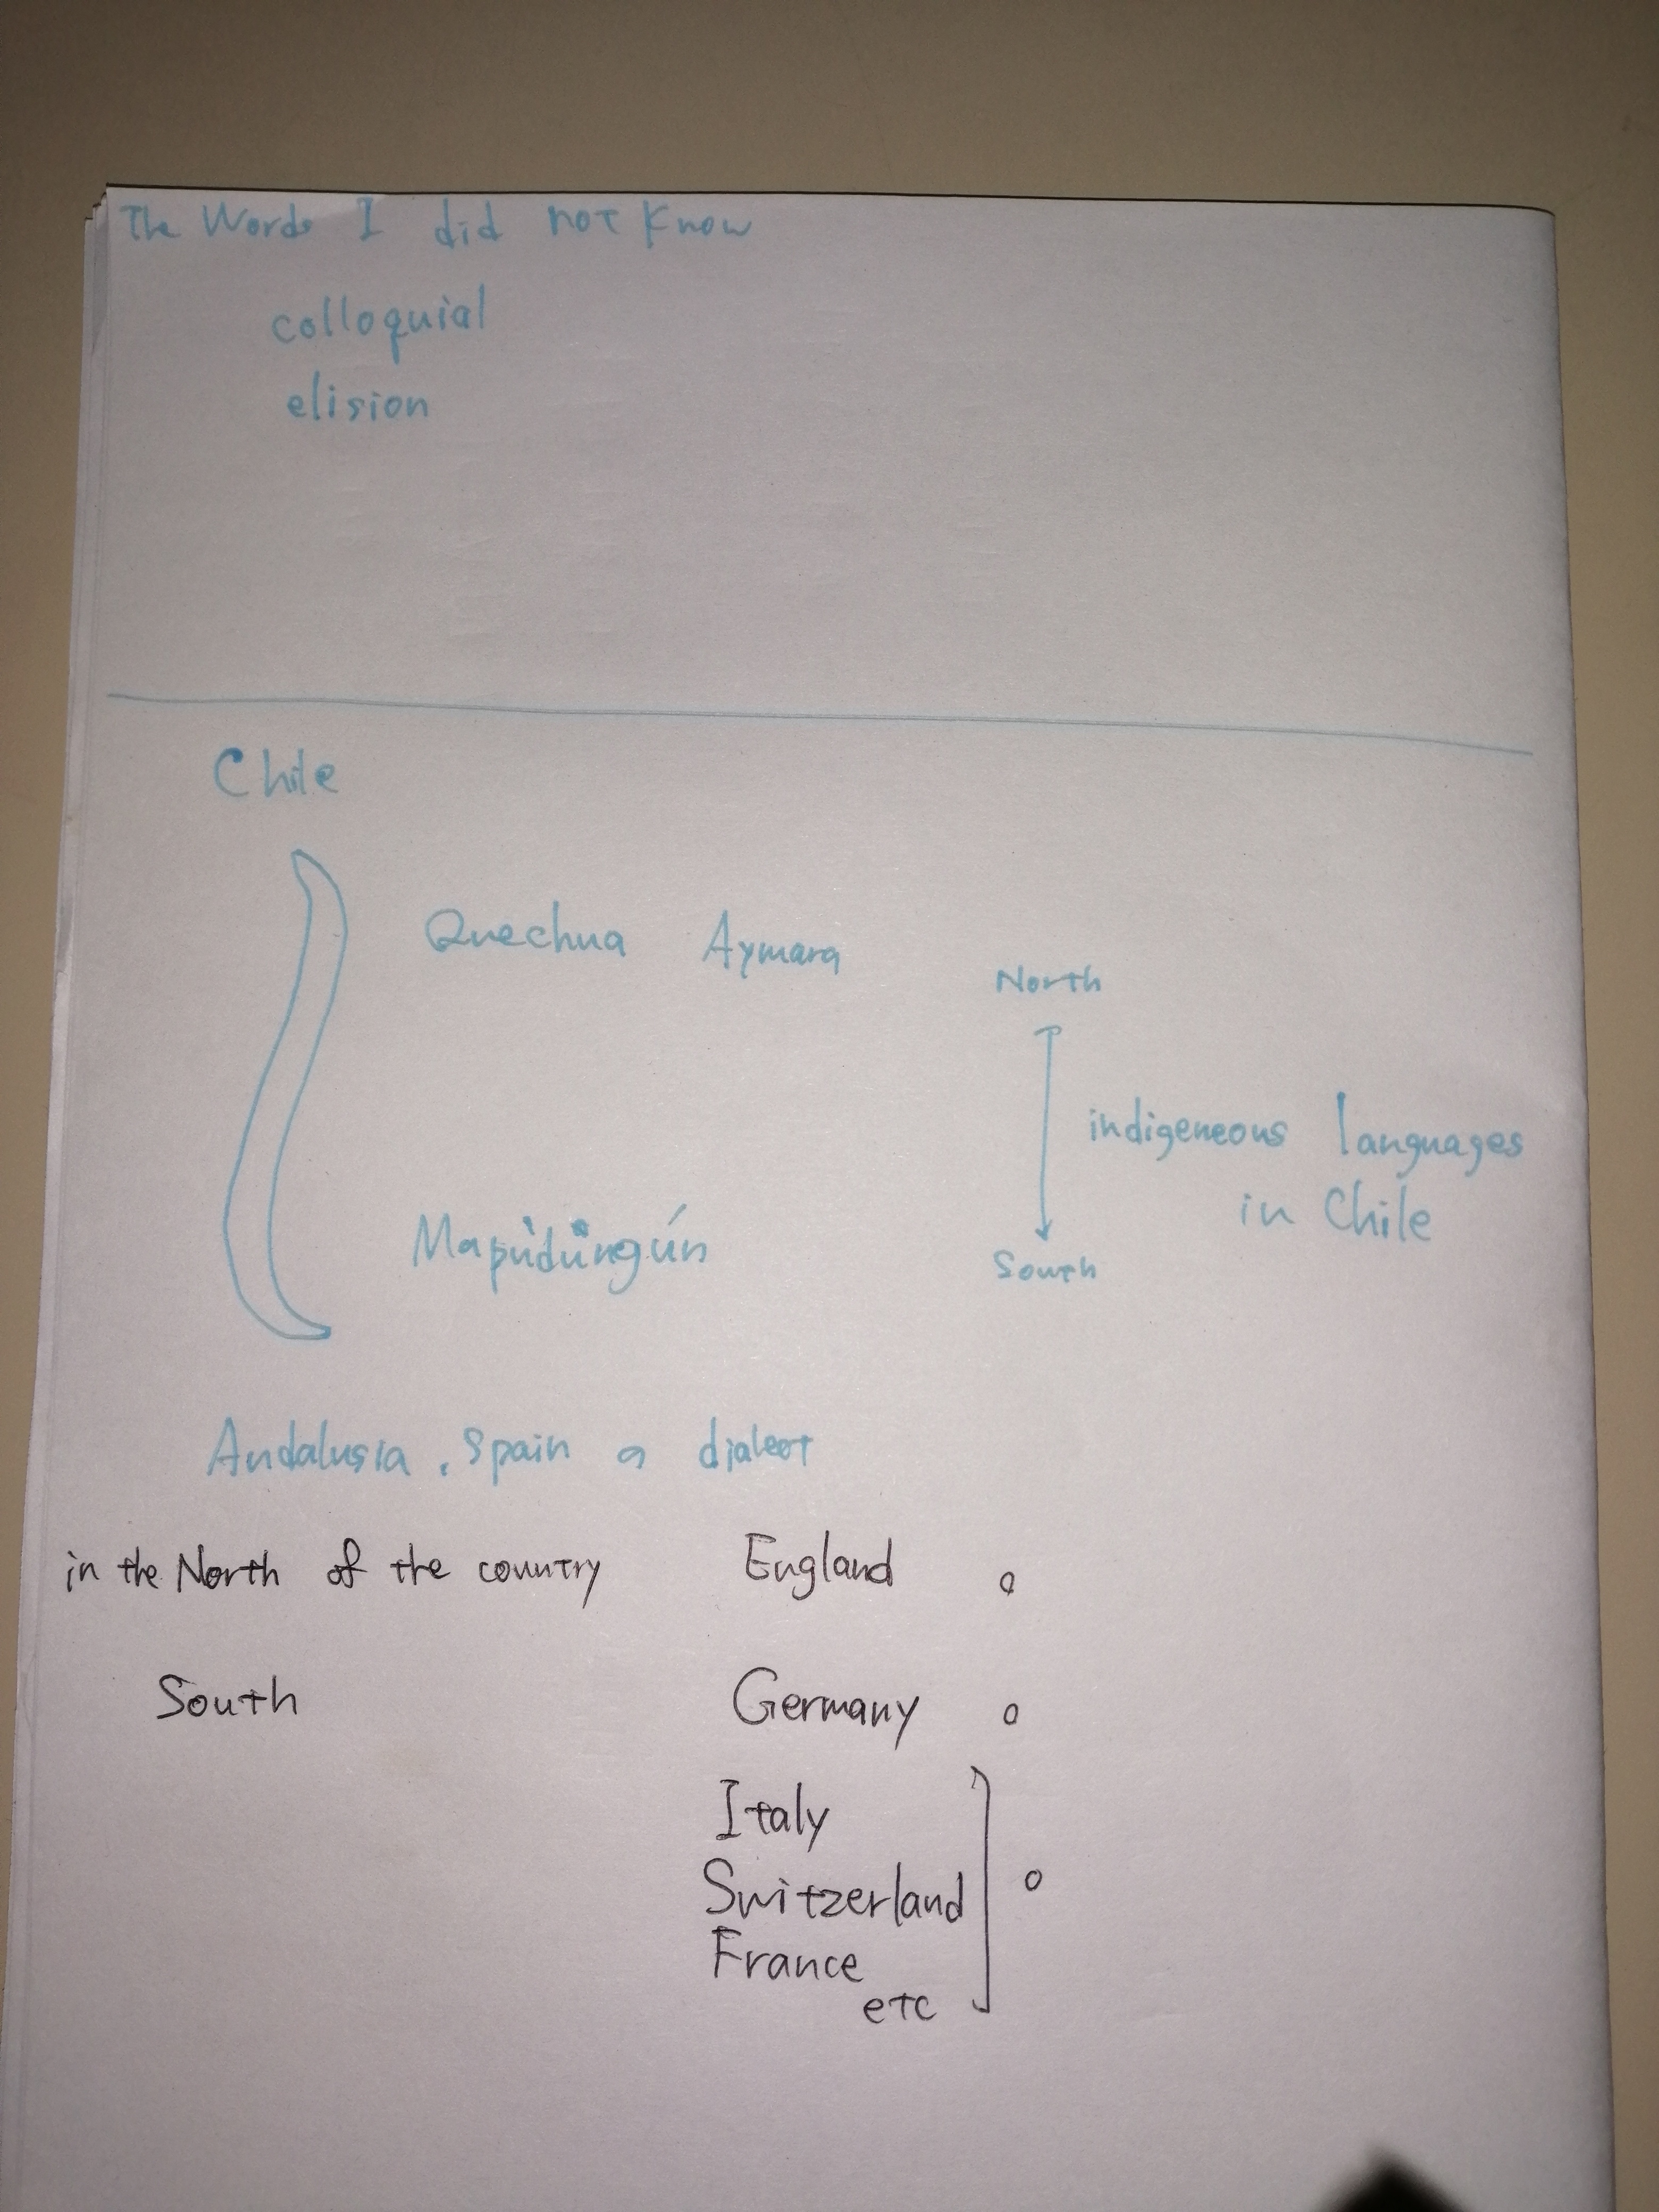 The Words I did not know
colloquial
elision
Chile
Quechua Aymara
North
indigeneous languages
in Chile
Mapüdüngún
South
Andalusia, Spain a dialect
in the North of the country England
South Germany
Italy
Switzerland
France
etc